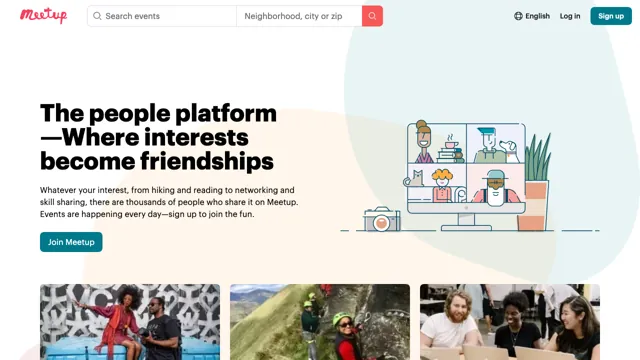 Meetup
Search events
Neighborhood, city or zip
English
Log in
Sign up
The people platform
—Where interests
become friendships
Whatever your interest, from hiking and reading to networking and
skill sharing, there are thousands of people who share it on Meetup.
Events are happening every day—sign up to join the fun.
Join Meetup